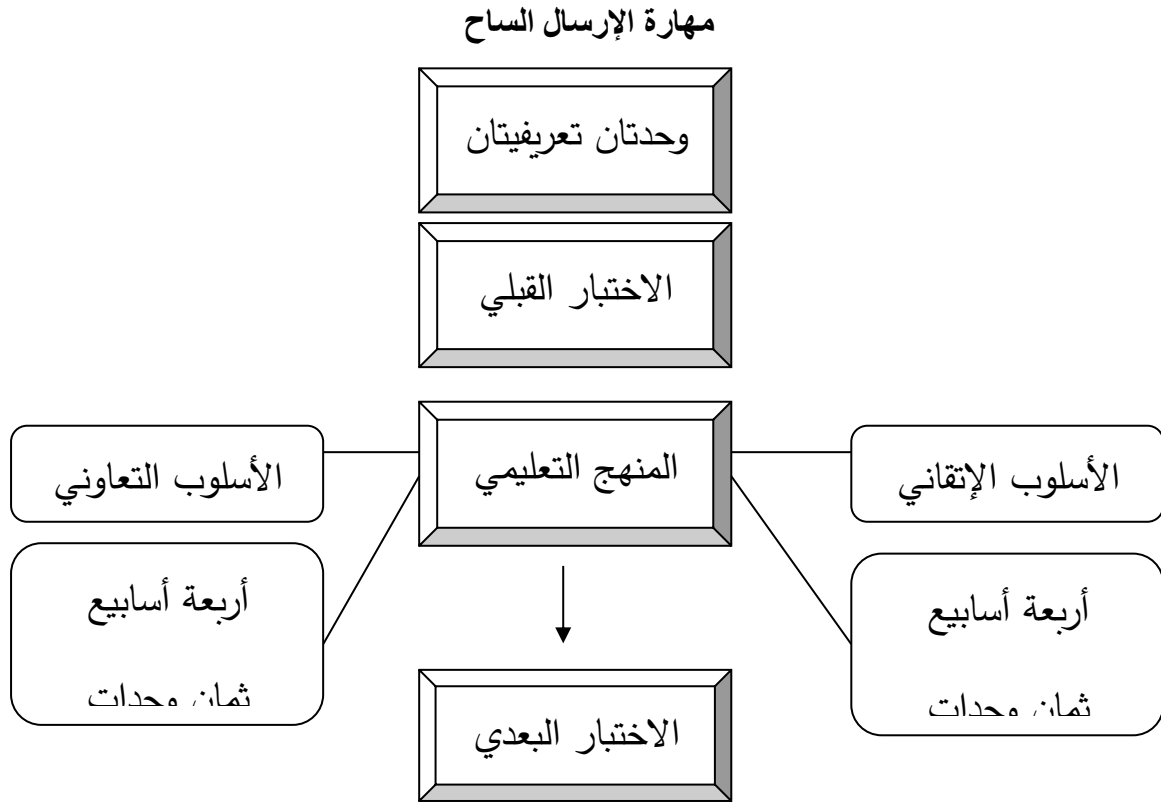 مهارة الإرسال الساح
وحدتان تعريفيتان
الاختبار القبلي
المنهج التعليمي
الأسلوب الإتقاني
الأسلوب التعاوني
أربعة أسابيع
ثمان وحدات
أربعة أسابيع
ثمان وحدات
الاختبار البعدي